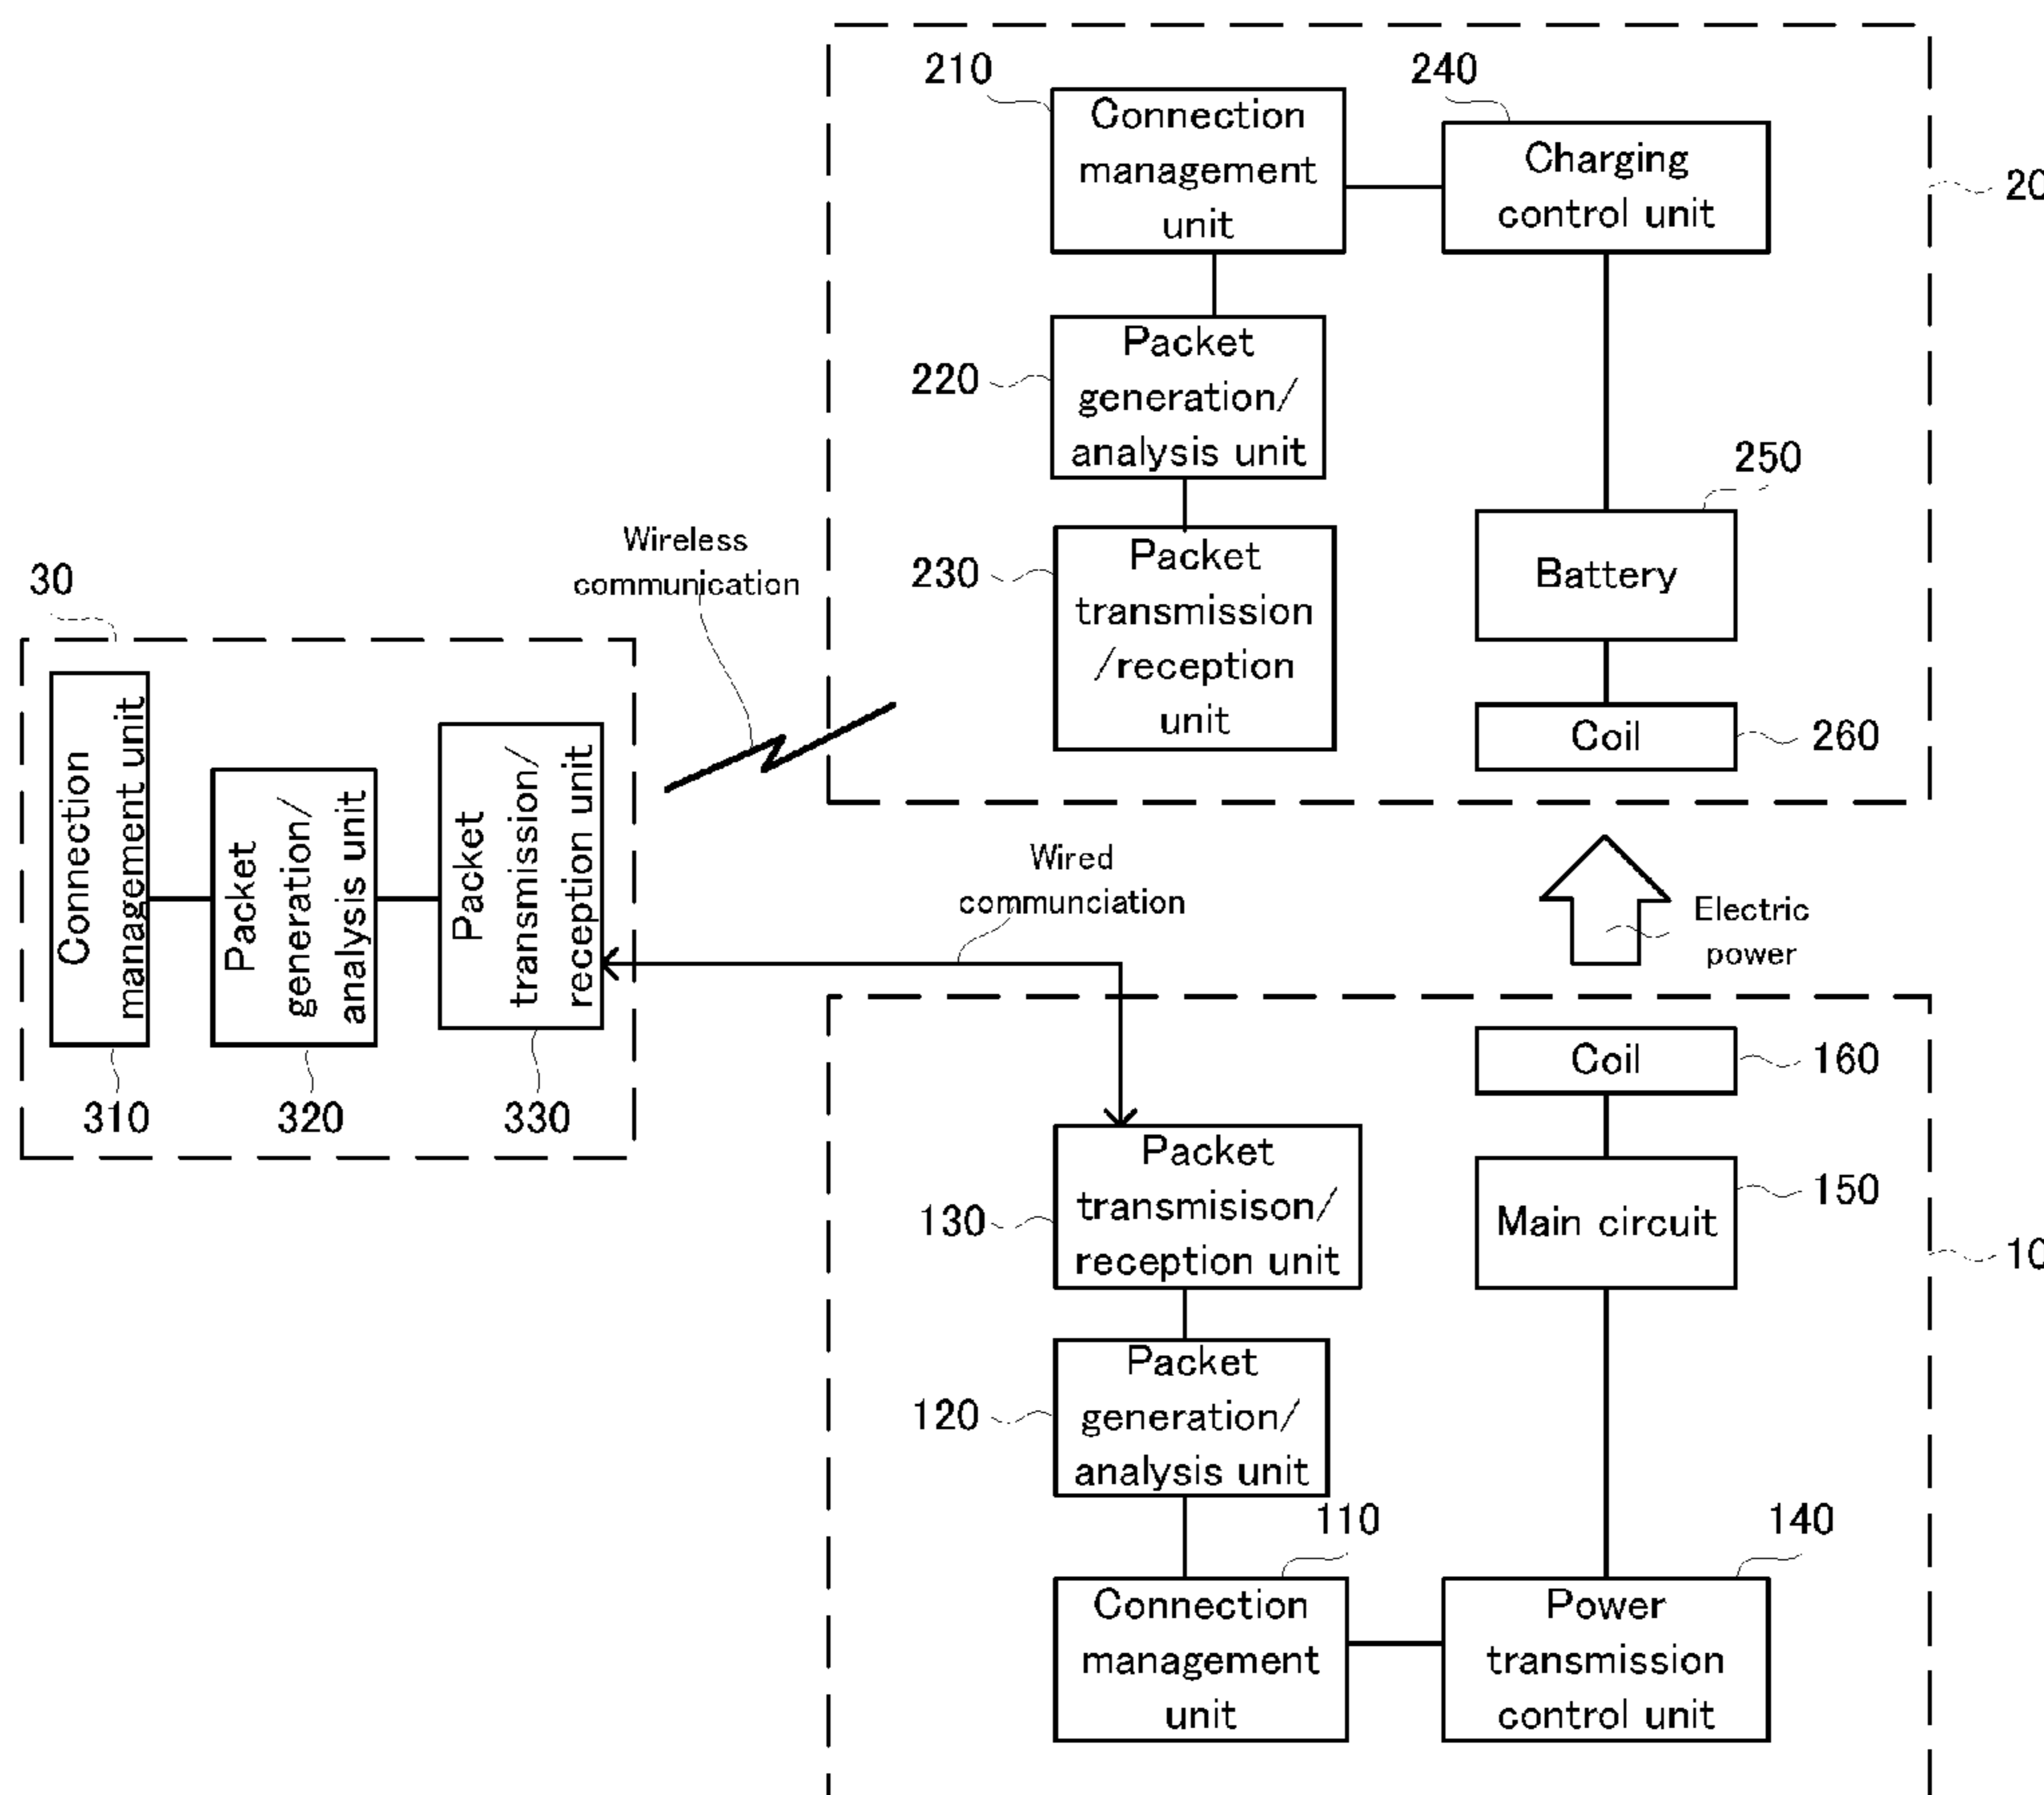 210
Connection
management
unit
240
Charging
control unit
20
220
Packet
generation/
analysis unit
230
Packet
transmission
/reception
unit
250
Battery
Coil
260
Wireless
communication
30
Connection
management unit
310
Packet
generation/
analysis unit
320
Packet
transmission/
reception unit
330
Wired
communciation
Electric
power
Coil
160
Main circuit
150
10
130
Packet
transmisison/
reception unit
120
Packet
generation/
analysis unit
110
Connection
management
unit
140
Power
transmission
control unit